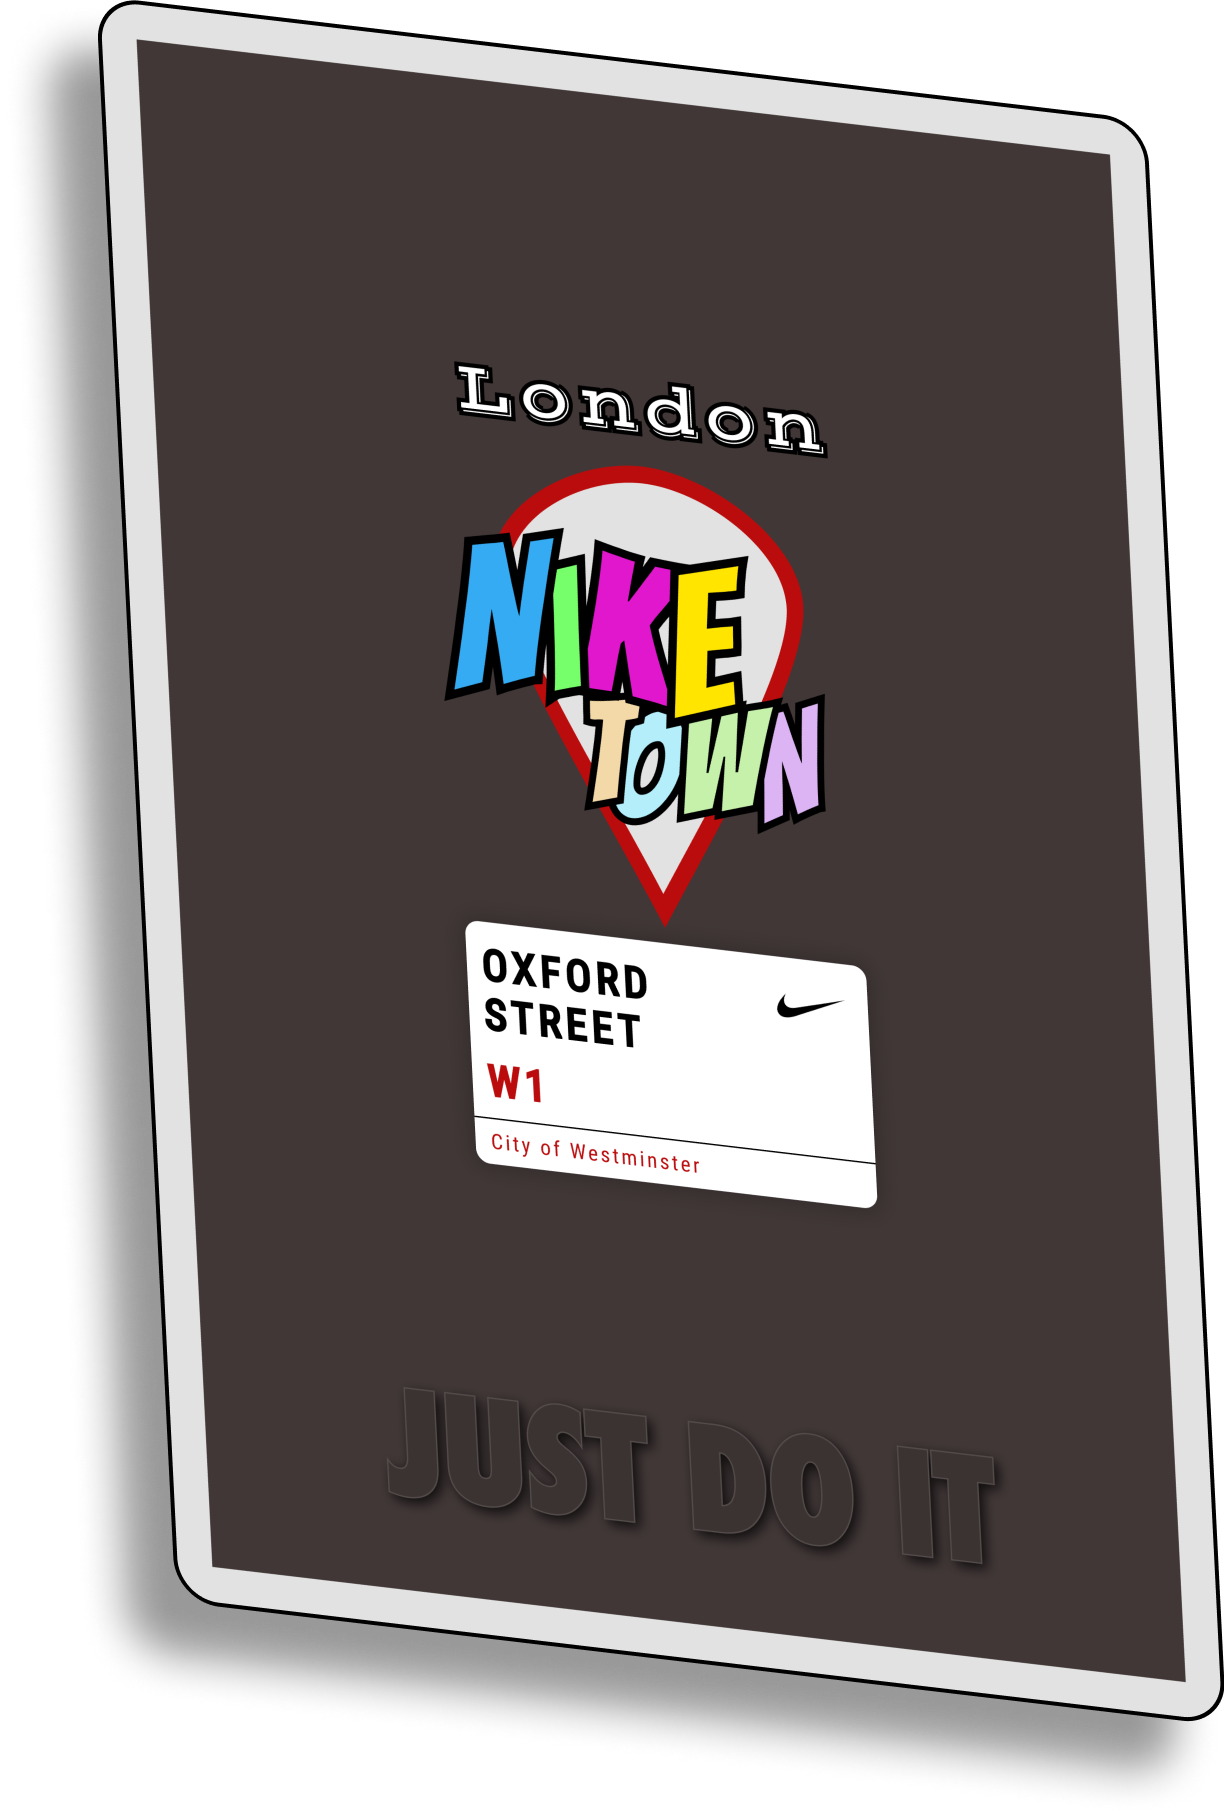 London
NIKE
TOWN
OXFORD
STREET
W1
City of Westminster
JUST DO IT